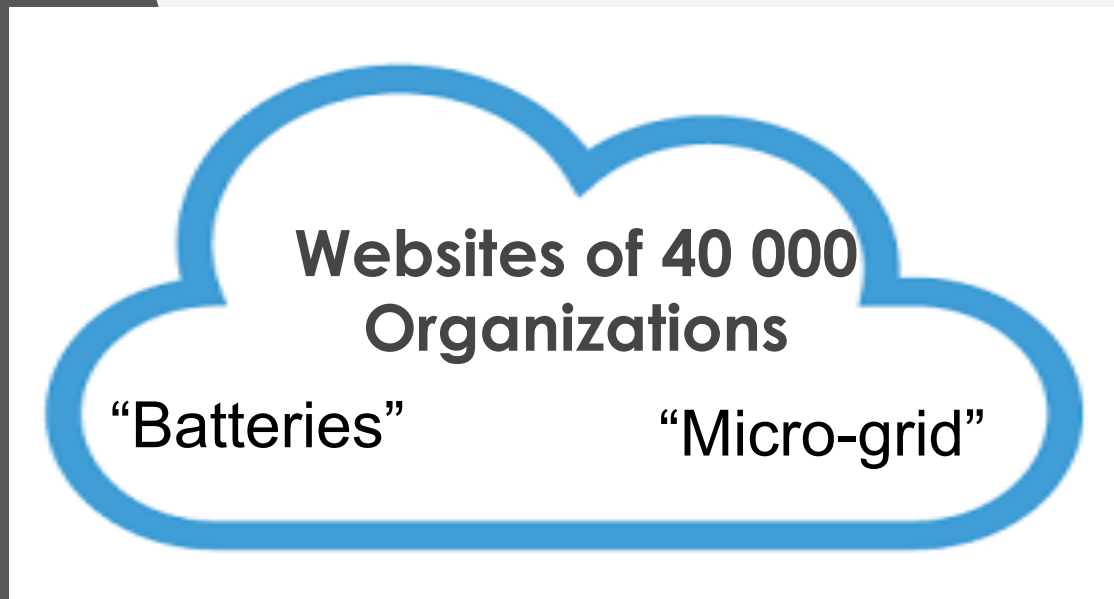 Websites of 40 000
Organizations
“Batteries”
“Micro-grid”